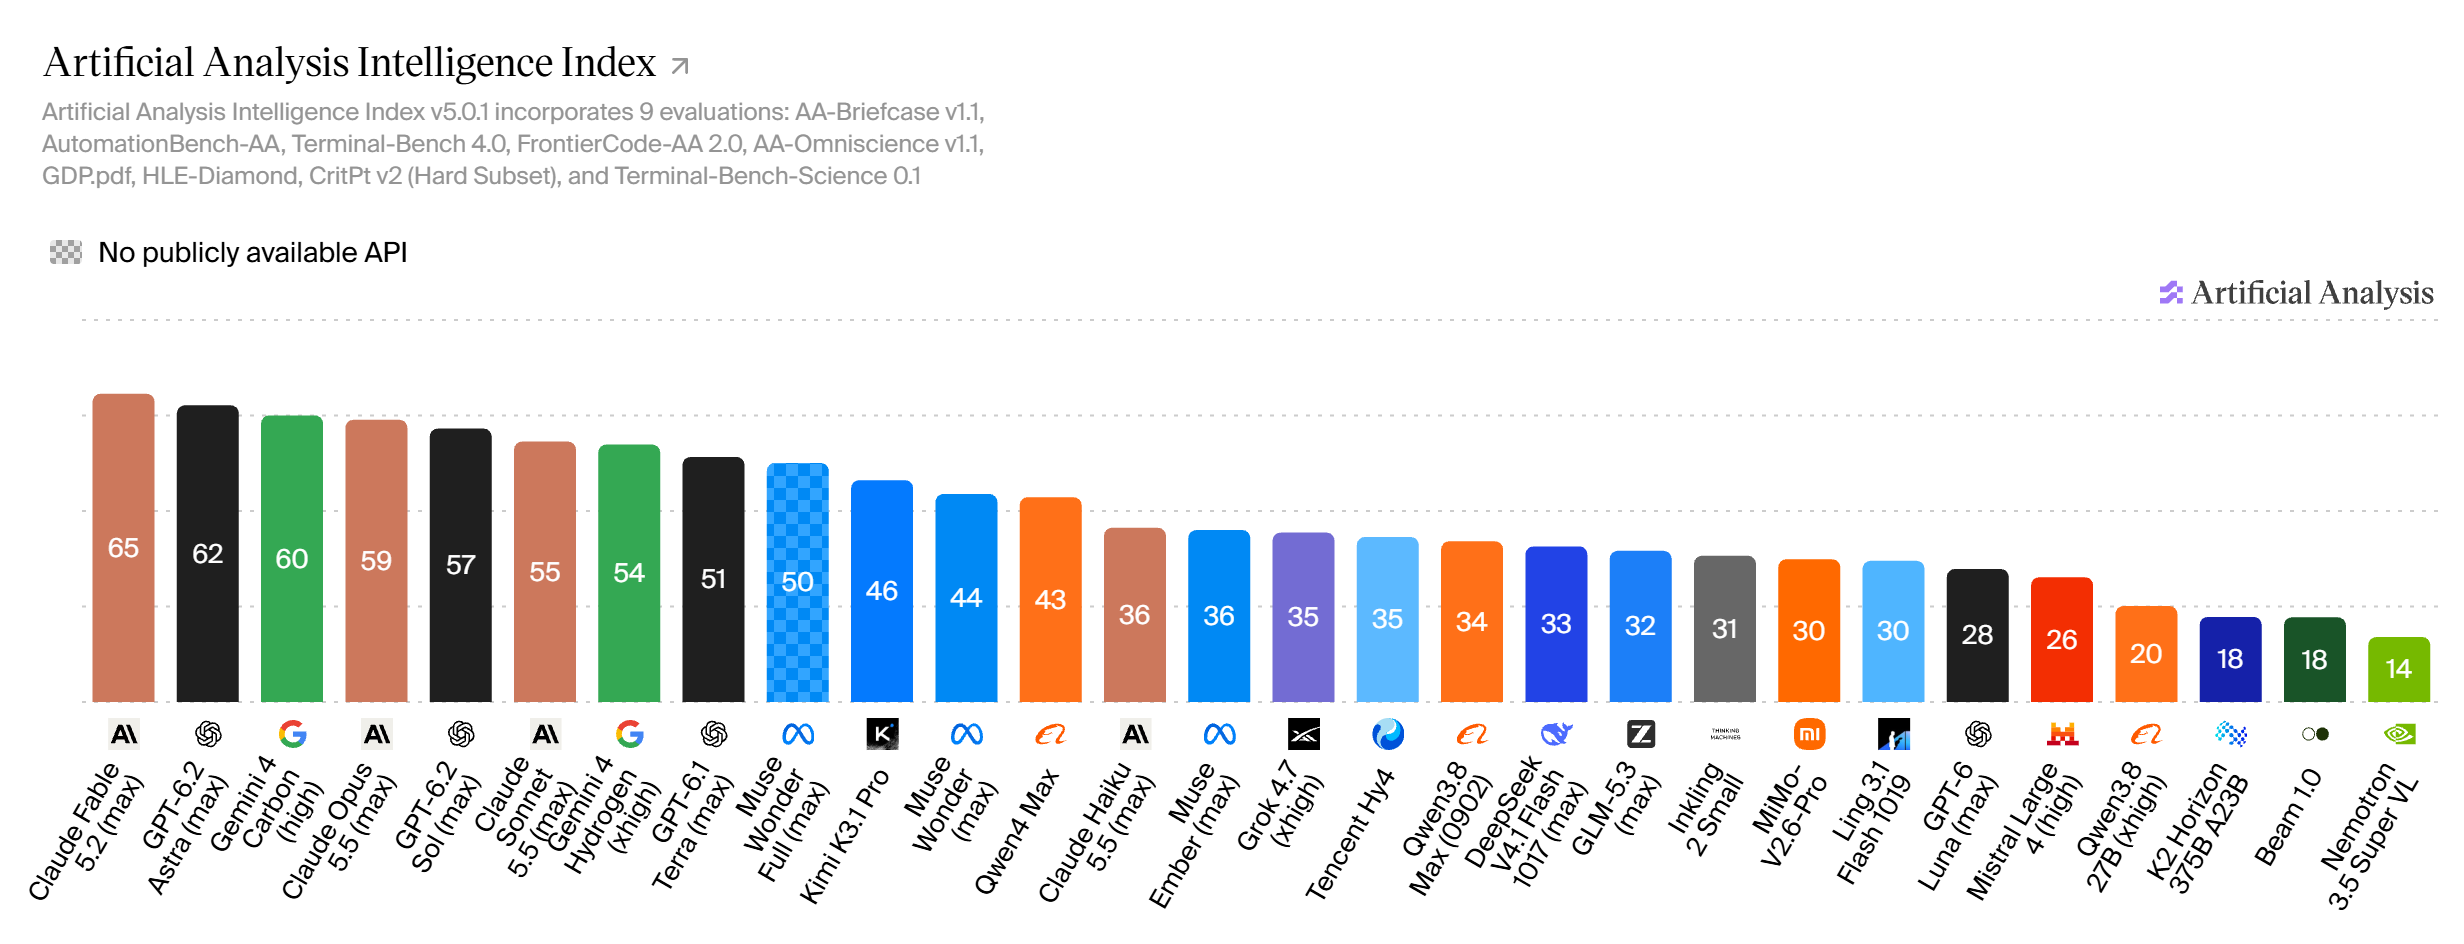 Artificial Analysis Intelligence Index ↗
Artificial Analysis Intelligence Index v5.0.1 incorporates 9 evaluations: AA-Briefcase v1.1,
AutomationBench-AA, Terminal-Bench 4.0, FrontierCode-AA 2.0, AA-Omniscience v1.1,
GDP.pdf, HLE-Diamond, CritPt v2 (Hard Subset), and Terminal-Bench-Science 0.1
No publicly available API
Artificial Analysis
65
62
60
59
57
55
54
51
50
46
44
43
36
36
35
35
34
33
32
31
30
30
28
26
20
18
18
14
THINKING
MACHINES
Claude Fable
5.2 (max)
GPT-6.2
Astra (max)
Gemini 4
Carbon
(high)
Claude Opus
5.5 (max)
GPT-6.2
Sol (max)
Claude
Sonnet
5.5 (max)
Gemini 4
Hydrogen
(xhigh)
GPT-6.1
Terra (max)
Muse
Wonder
Full (max)
Kimi K3.1 Pro
Muse
Wonder
(max)
Qwen4 Max
Claude Haiku
5.5 (max)
Muse
Ember (max)
Grok 4.7
(xhigh)
Tencent Hy4
Qwen3.8
Max (0902)
DeepSeek
V4.1 Flash
1017 (max)
GLM-5.3
(max)
Inkling
2 Small
MiMo-
V2.6-Pro
Ling 3.1
Flash 1019
GPT-6
Luna (max)
Mistral Large
4 (high)
Qwen3.8
27B (xhigh)
K2 Horizon
375B A23B
Beam 1.0
Nemotron
3.5 Super VL